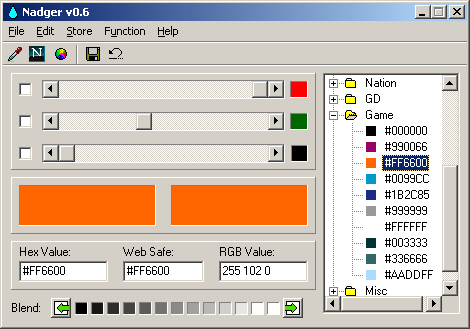 Nadger v0.6
File Edit Store Function Help
N
Nation
GD
Game
#000000
#990066
#FF6600
#0099CC
#1B2C85
#999999
#FFFFFF
#003333
#336666
#AADDFF
Misc
Hex Value: Web Safe: RGB Value:
#FF6600 #FF6600 255 102 0
Blend: